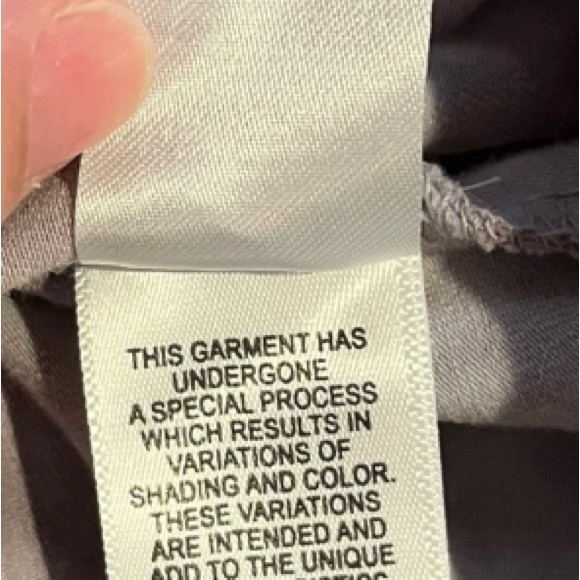 THIS GARMENT HAS
UNDERGONE
A SPECIAL PROCESS
WHICH RESULTS IN
VARIATIONS OF
SHADING AND COLOR.
THESE VARIATIONS
ARE INTENDED AND
ADD TO THE UNIQUE